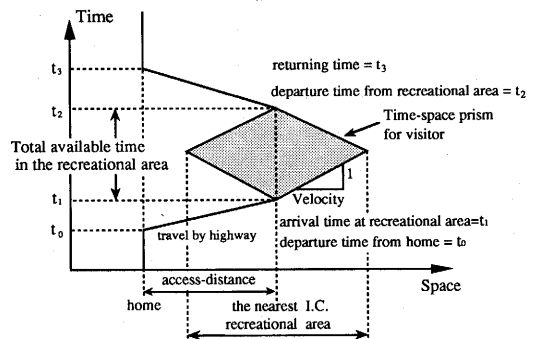 Time
returning time = t3
t3
departure time from recreational area = t2
t2
Time-space prism
for visitor
Total available time
in the recreational area
1
Velocity
t1
arrival time at recreational area=t1
t0
travel by highway
departure time from home = t0
access-distance
Space
home
the nearest I.C.
recreational area